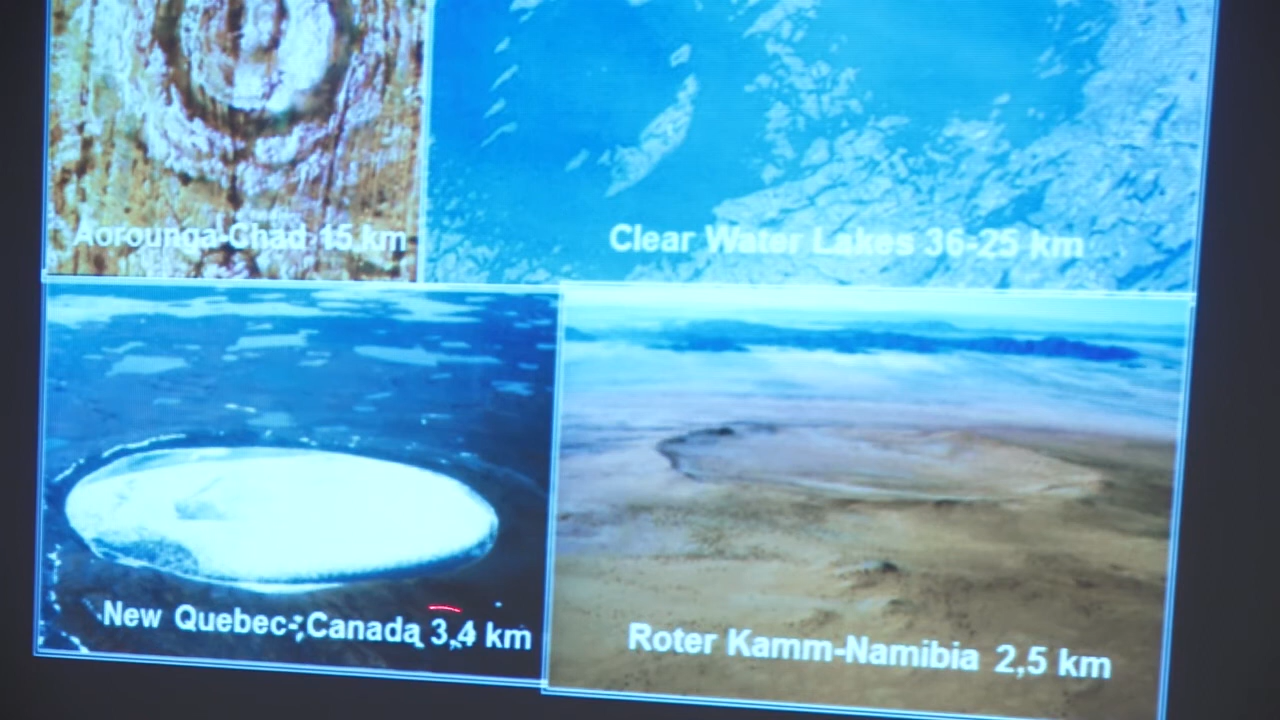 Aorounga-Chad 15 km
Clear Water Lakes 36-25 km
New Quebec-Canada 3,4 km
Roter Kamm-Namibia 2,5 km